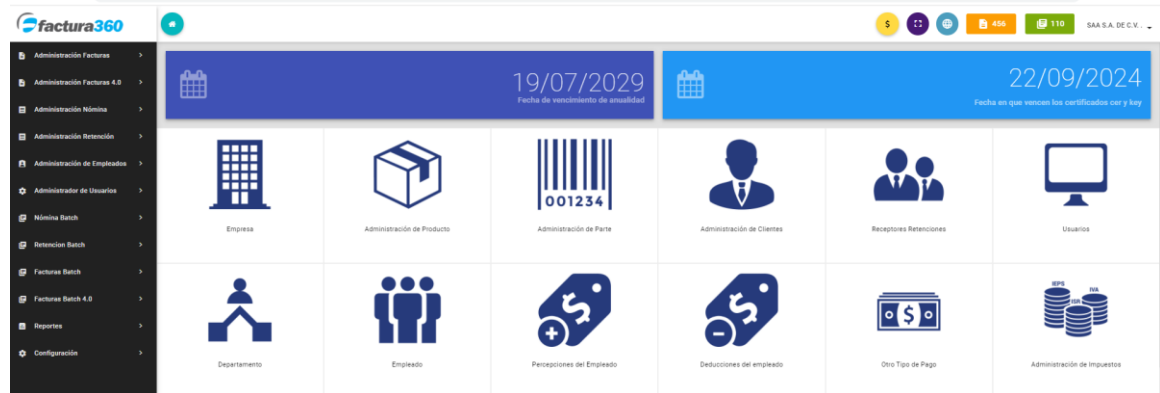 factura360
$
456
110
SAA S.A. DE C.V. .
Administración Facturas
Administración Facturas 4.0
Administración Nómina
Administración Retención
Administración de Empleados
Administrador de Usuarios
Nómina Batch
Retencion Batch
Facturas Batch
Facturas Batch 4.0
Reportes
Configuración
19/07/2029
Fecha de vencimiento de anualidad
22/09/2024
Fecha en que vencen los certificados cer y key
001234
Empresa
Administración de Producto
Administración de Parte
Administración de Clientes
Receptores Retenciones
Usuarios
$
$
$
IEPS
IVA
ISR
Departamento
Empleado
Percepciones del Empleado
Deducciones del empleado
Otro Tipo de Pago
Administración de Impuestos